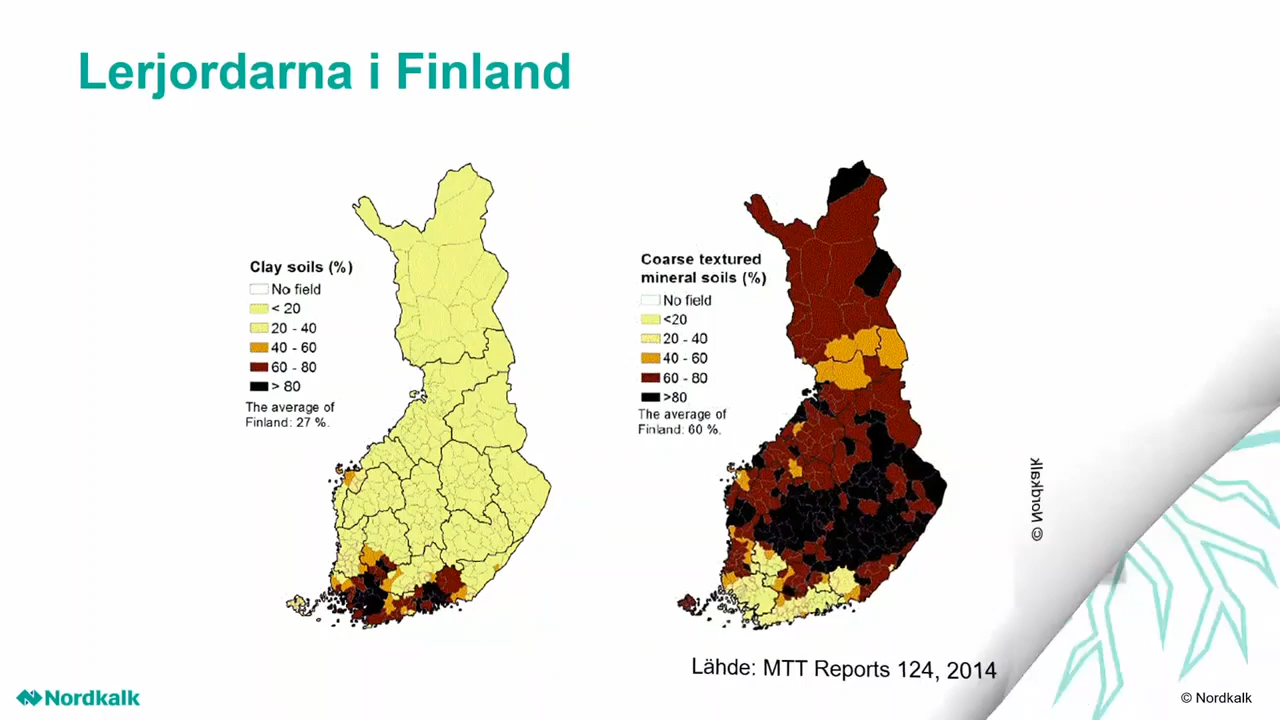 Lerjordarna i Finland
Clay soils (%)
No field
< 20
20 - 40
40 - 60
60 - 80
> 80
The average of
Finland: 27 %.
Coarse textured
mineral soils (%)
No field
<20
20 - 40
40 - 60
60 - 80
>80
The average of
Finland: 60 %.
© Nordkalk
Lähde: MTT Reports 124, 2014
Nordkalk
© Nordkalk